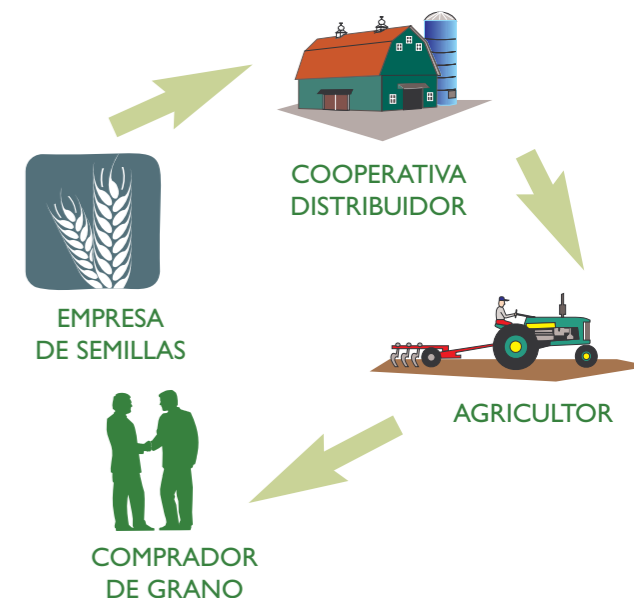 COOPERATIVA
DISTRIBUIDOR
EMPRESA
DE SEMILLAS
AGRICULTOR
COMPRADOR
DE GRANO